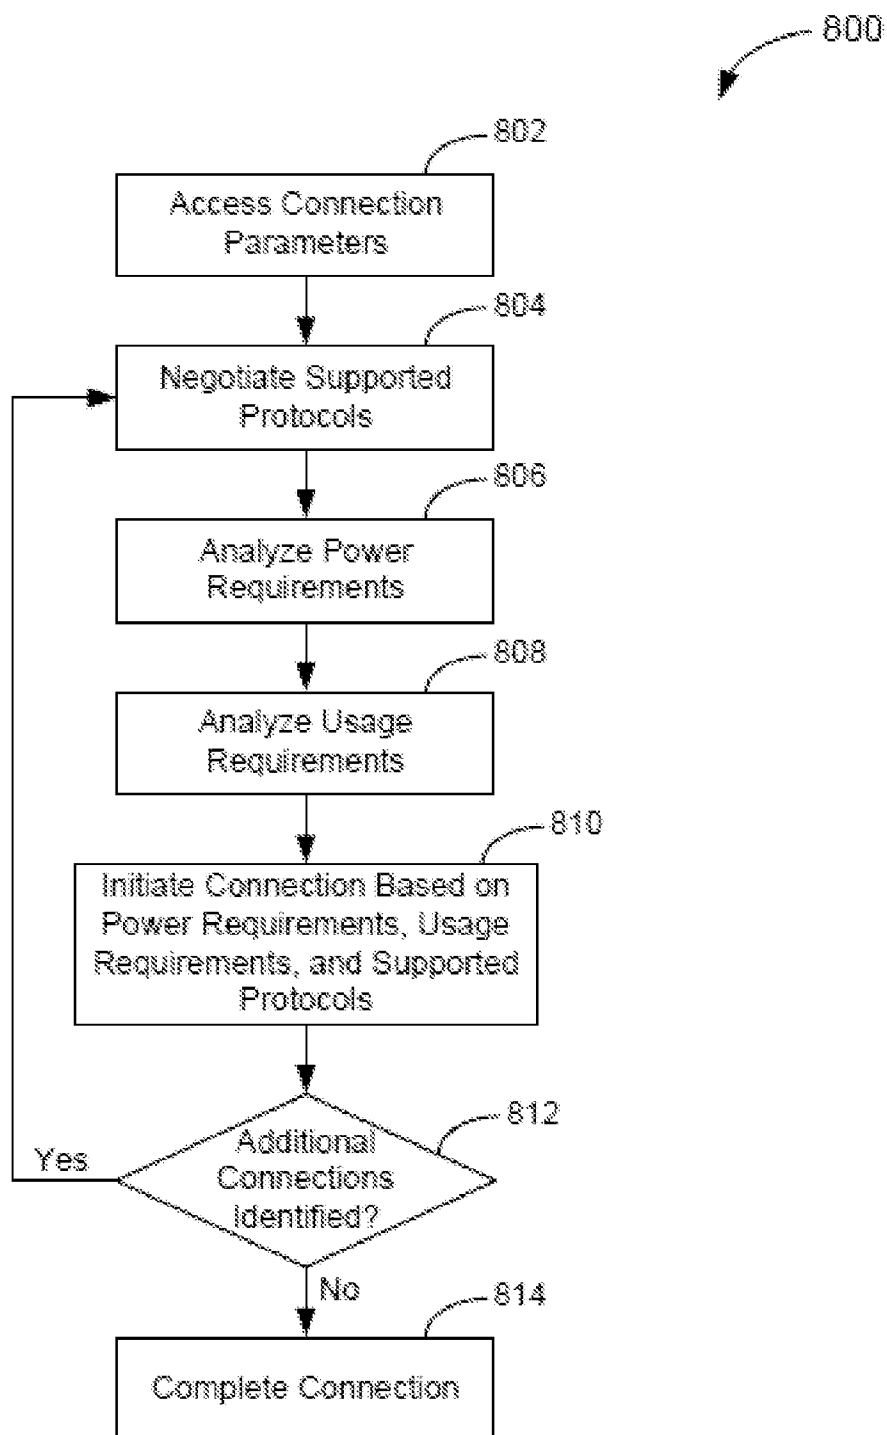 800
802
Access Connection
Parameters
804
Negotiate Supported
Protocols
806
Analyze Power
Requirements
808
Analyze Usage
Requirements
810
Initiate Connection Based on
Power Requirements, Usage
Requirements, and Supported
Protocols
812
Additional
Connections
Identified?
Yes
No
814
Complete Connection